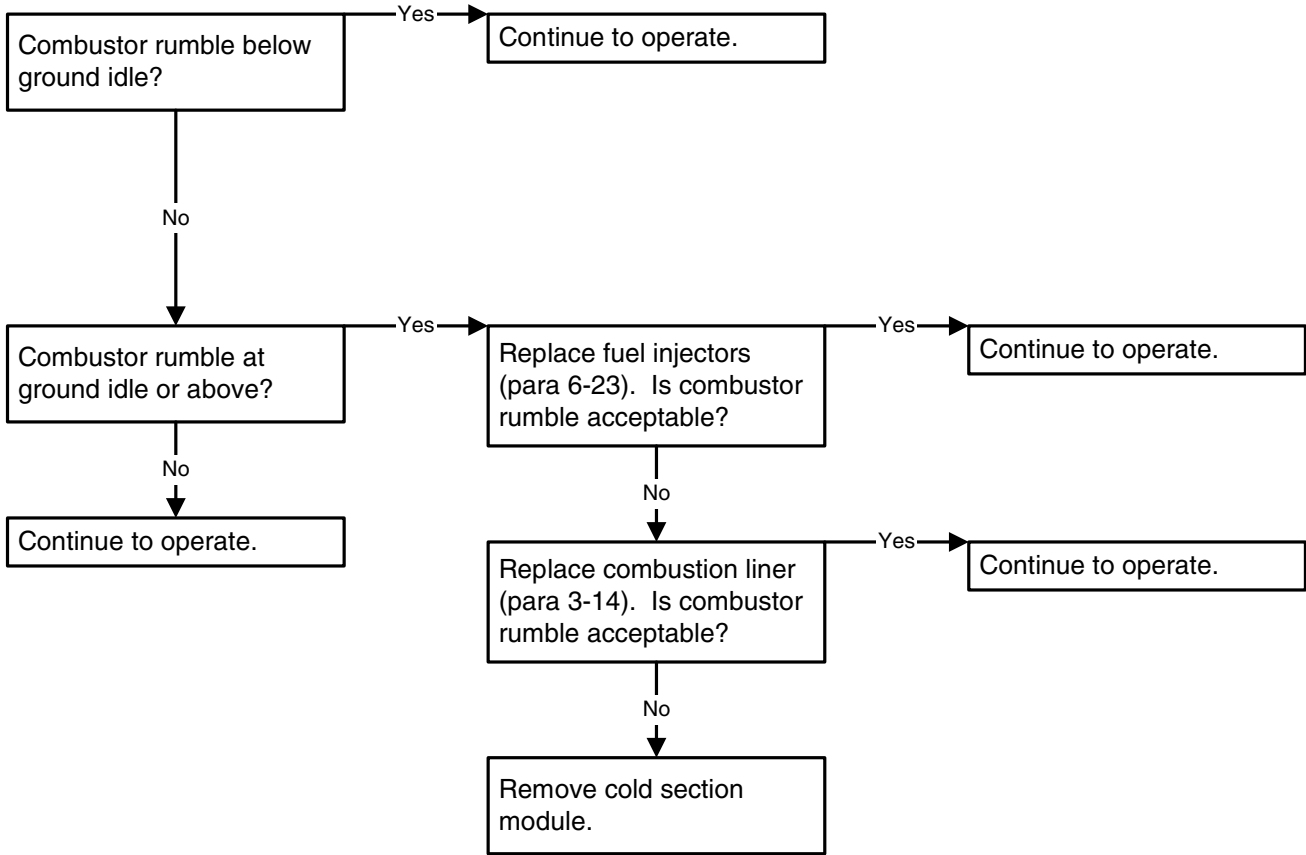 Combustor rumble below
ground idle?
Yes
Continue to operate.
No
Combustor rumble at
ground idle or above?
Yes
Replace fuel injectors
(para 6-23).  Is combustor
rumble acceptable?
Yes
Continue to operate.
No
Continue to operate.
No
Replace combustion liner
(para 3-14).  Is combustor
rumble acceptable?
Yes
Continue to operate.
No
Remove cold section
module.